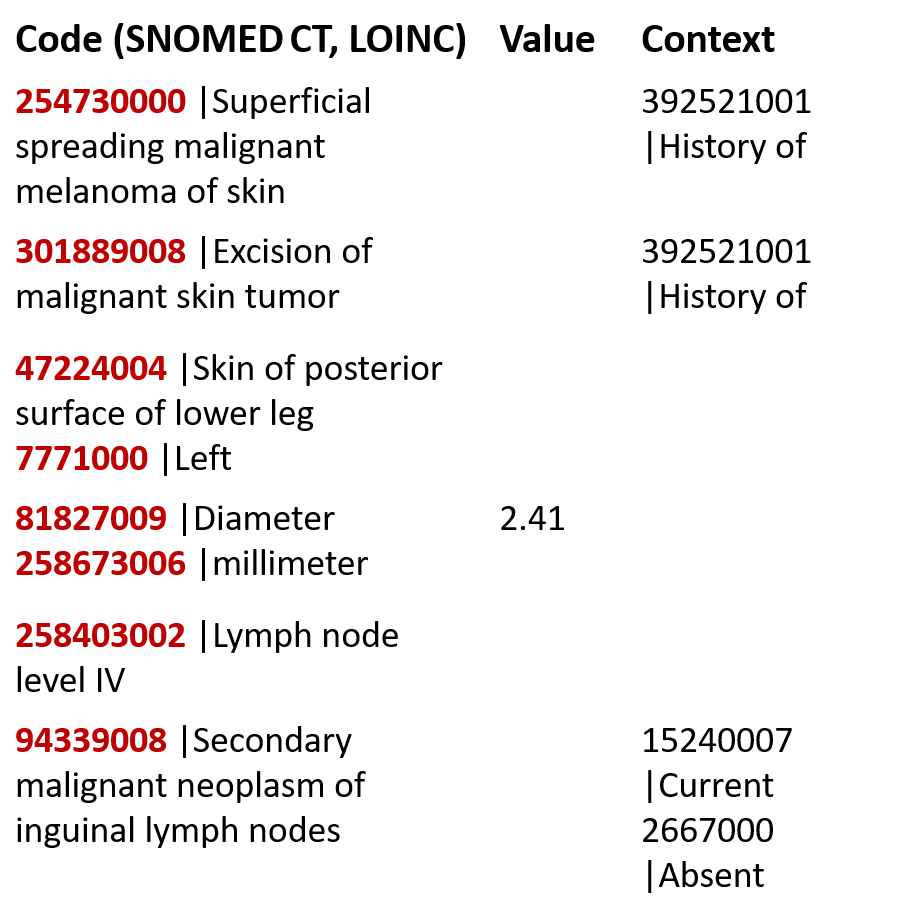 Code (SNOMED CT, LOINC) Value Context
254730000 |Superficial 392521001
spreading malignant |History of
melanoma of skin
301889008 |Excision of 392521001
malignant skin tumor |History of
47224004 |Skin of posterior
surface of lower leg
7771000 |Left
81827009 |Diameter 2.41
258673006 |millimeter
258403002 |Lymph node
level IV
94339008 |Secondary 15240007
malignant neoplasm of |Current
inguinal lymph nodes 2667000
|Absent